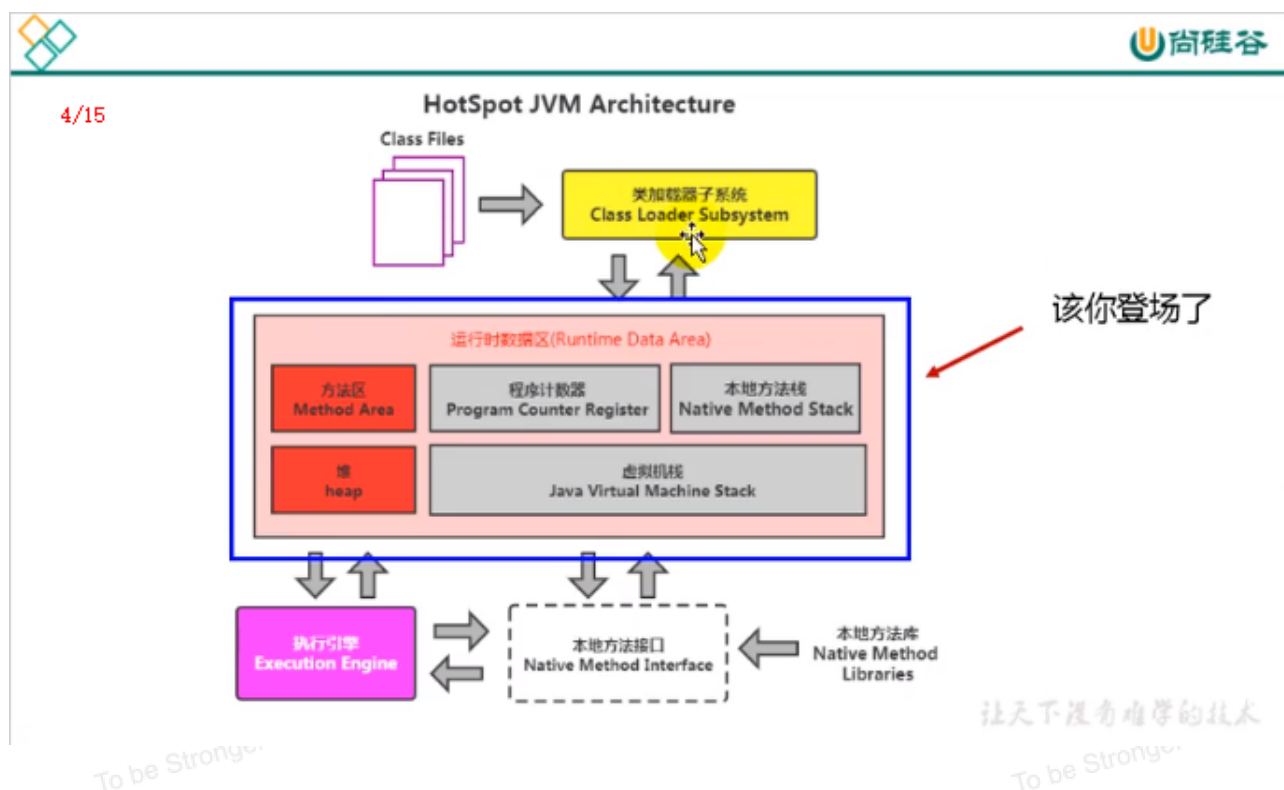 尚硅谷
4/15
HotSpot JVM Architecture
Class Files
类加载器子系统
Class Loader Subsystem
该你登场了
运行时数据区(Runtime Data Area)
方法区
Method Area
程序计数器
Program Counter Register
本地方法栈
Native Method Stack
堆
heap
虚拟机栈
Java Virtual Machine Stack
执行引擎
Execution Engine
本地方法接口
Native Method Interface
本地方法库
Native Method
Libraries
让天下没有难学的技术
To be Stronger
To be Stronger